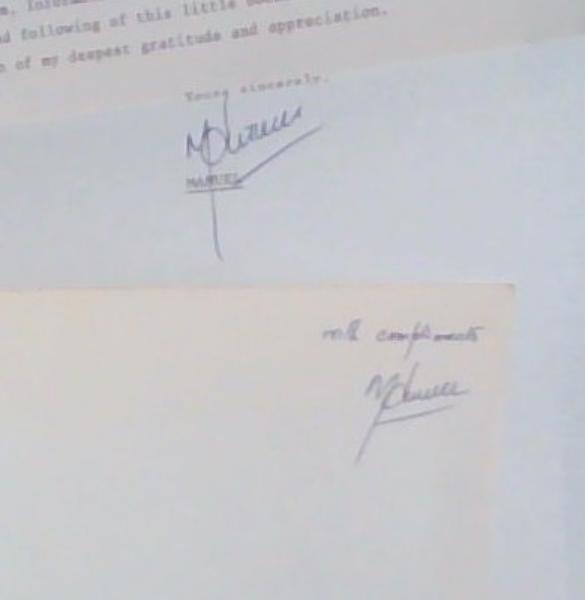 d following of this little
of my deepest gratitude and appreciation.
Yours sincerely,
MANUEL
with compliments